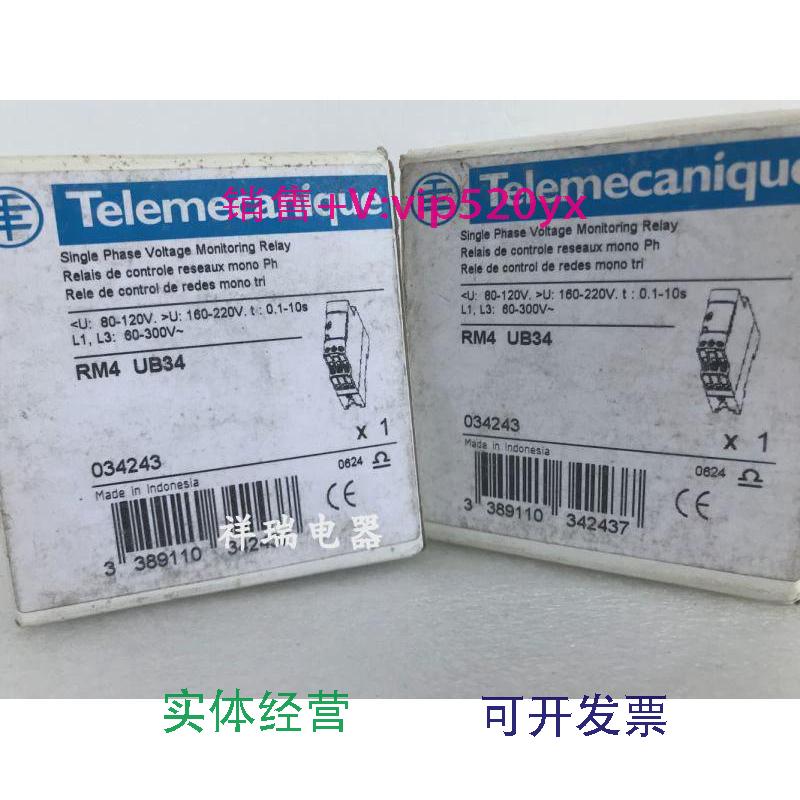 销售+V:vip520yx
Telemecanique
Single Phase Voltage Monitoring Relay
Relais de controle reseaux mono Ph
Rele de control de redes mono tri
<U: 80-120V. >U: 160-220V. t : 0.1-10s
L1, L3: 60-300V~
RM4 UB34
x 1
034243
Made in Indonesia
0624
CE
3 389110
祥瑞电器
Telemecanique
Single Phase Voltage Monitoring Relay
Relais de controle reseaux mono Ph
Rele de control de redes mono tri
<U: 80-120V. >U: 160-220V. t : 0.1-10s
L1, L3: 60-300V~
RM4 UB34
x 1
034243
Made in Indonesia
0624
CE
3 389110 342437
实体经营
可开发票